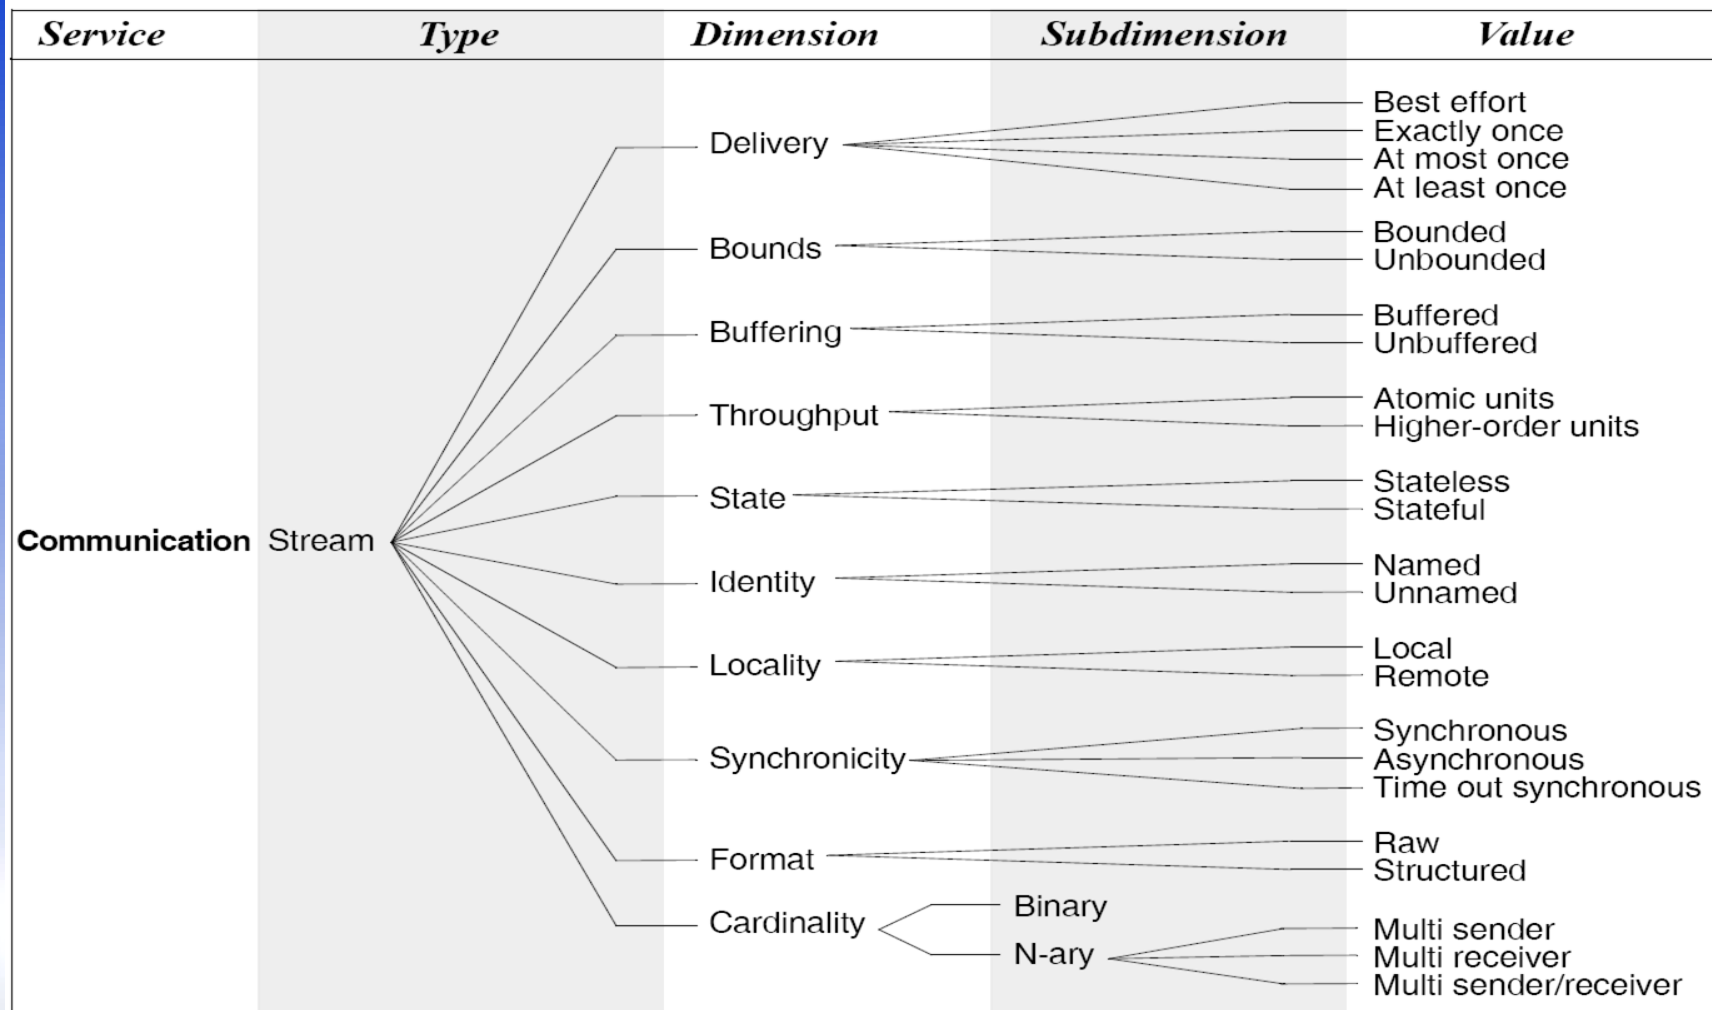 Service Type Dimension Subdimension Value
Best effort
Delivery Exactly once
At most once
At least once
Bounds Bounded
Unbounded
Buffering Buffered
Unbuffered
Throughput Atomic units
Higher-order units
State Stateless
Stateful
Communication Stream
Identity Named
Unnamed
Locality Local
Remote
Synchronicity Synchronous
Asynchronous
Time out synchronous
Format Raw
Structured
Cardinality Binary
N-ary Multi sender
Multi receiver
Multi sender/receiver